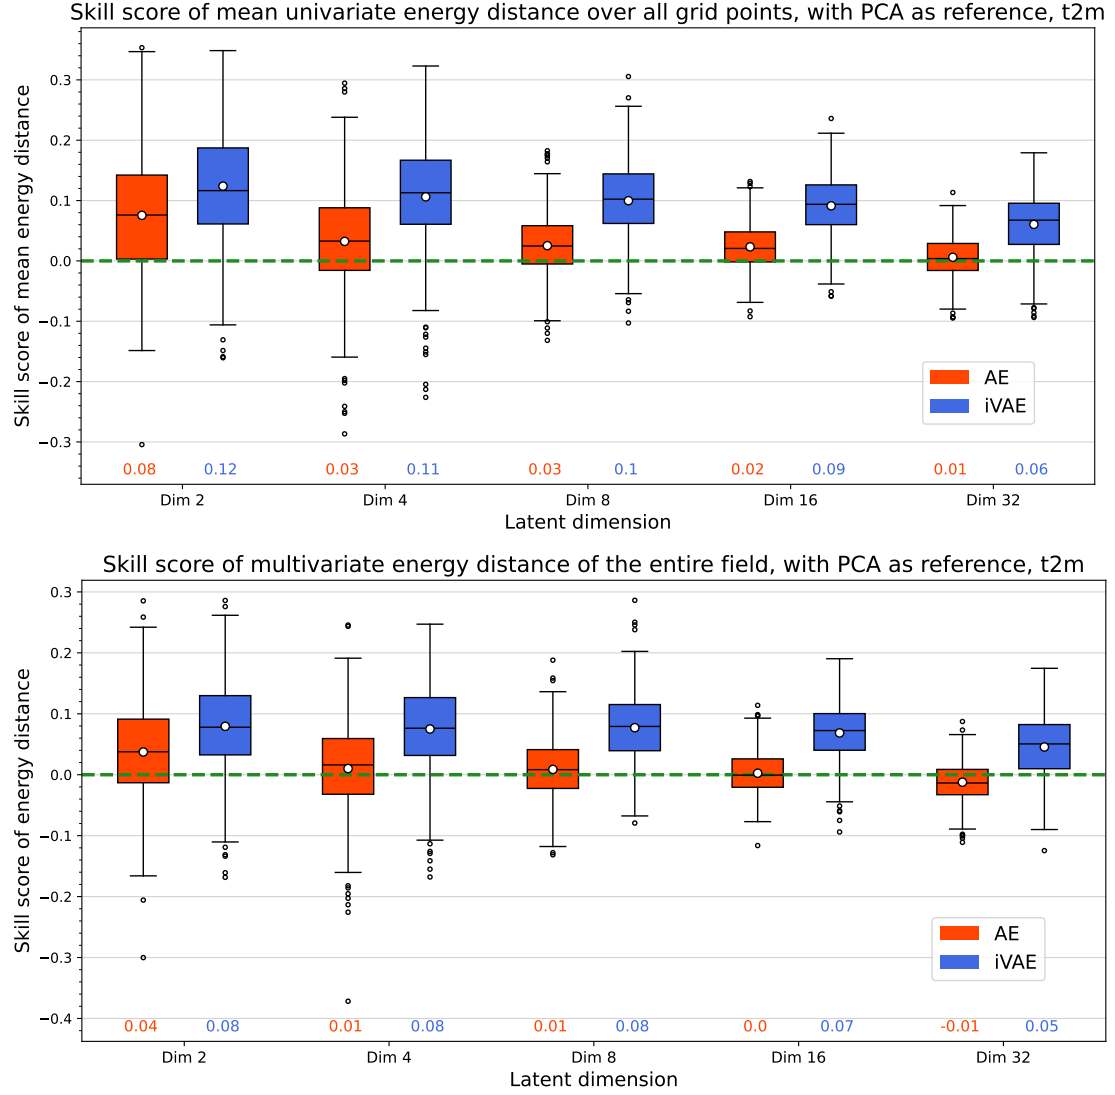 Skill score of mean univariate energy distance over all grid points, with PCA as reference, t2m
Skill score of mean energy distance
0.3
0.2
0.1
0.0
−0.1
−0.2
−0.3
AE
iVAE
0.08 0.12 0.03 0.11 0.03 0.1 0.02 0.09 0.01 0.06
Dim 2 Dim 4 Dim 8 Dim 16 Dim 32
Latent dimension
Skill score of multivariate energy distance of the entire field, with PCA as reference, t2m
Skill score of energy distance
0.3
0.2
0.1
0.0
−0.1
−0.2
−0.3
−0.4
AE
iVAE
0.04 0.08 0.01 0.08 0.01 0.08 0.0 0.07 -0.01 0.05
Dim 2 Dim 4 Dim 8 Dim 16 Dim 32
Latent dimension